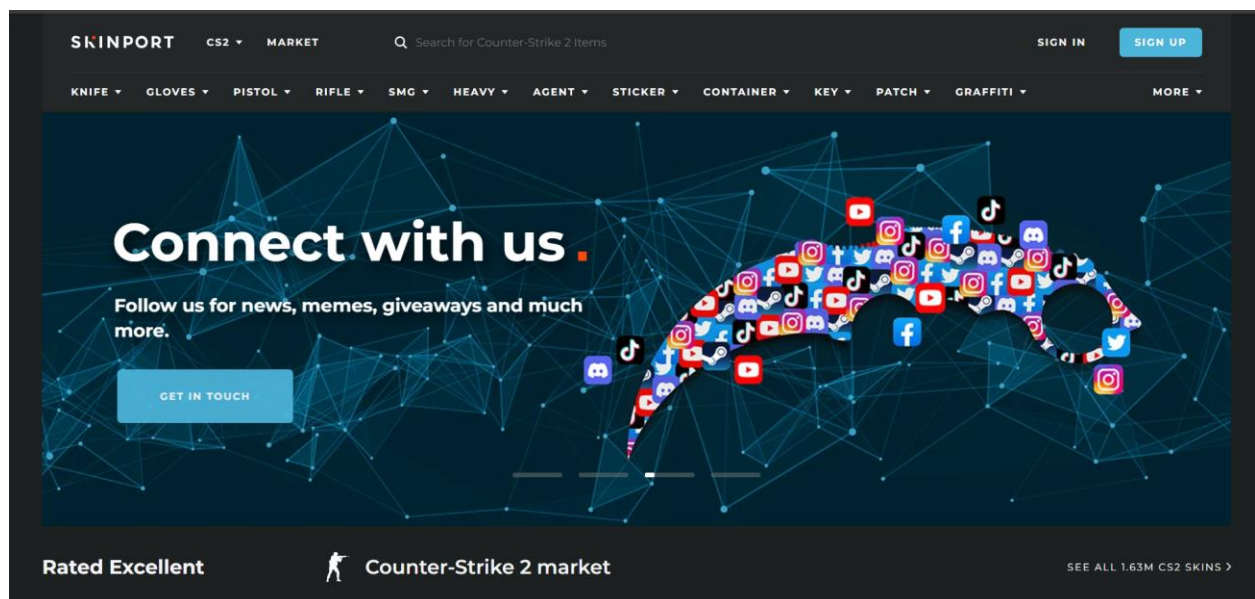 SKINPORT CS2 MARKET Search for Counter-Strike 2 Items SIGN IN SIGN UP
KNIFE GLOVES PISTOL RIFLE SMG HEAVY AGENT STICKER CONTAINER KEY PATCH GRAFFITI MORE
Connect with us.
Follow us for news, memes, giveaways and much
more.
GET IN TOUCH
Rated Excellent Counter-Strike 2 market SEE ALL 1.63M CS2 SKINS